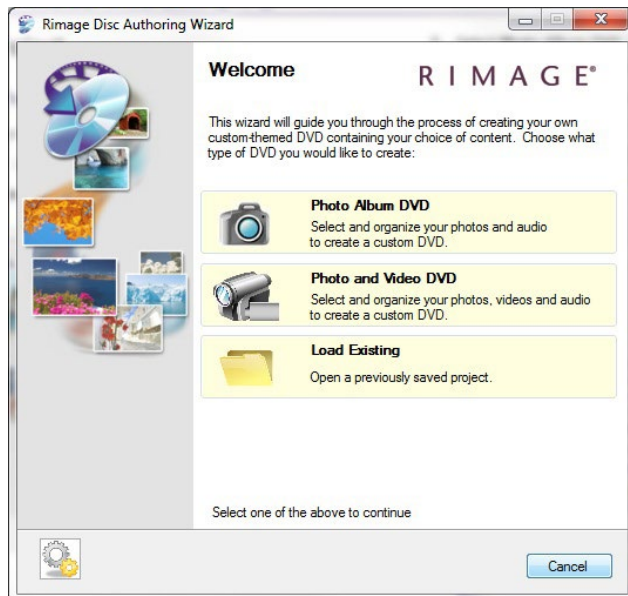 Rimage Disc Authoring Wizard
Welcome
RIMAGE®
This wizard will guide you through the process of creating your own
custom-themed DVD containing your choice of content. Choose what
type of DVD you would like to create:
Photo Album DVD
Select and organize your photos and audio
to create a custom DVD.
Photo and Video DVD
Select and organize your photos, videos and audio
to create a custom DVD.
Load Existing
Open a previously saved project.
Select one of the above to continue
Cancel